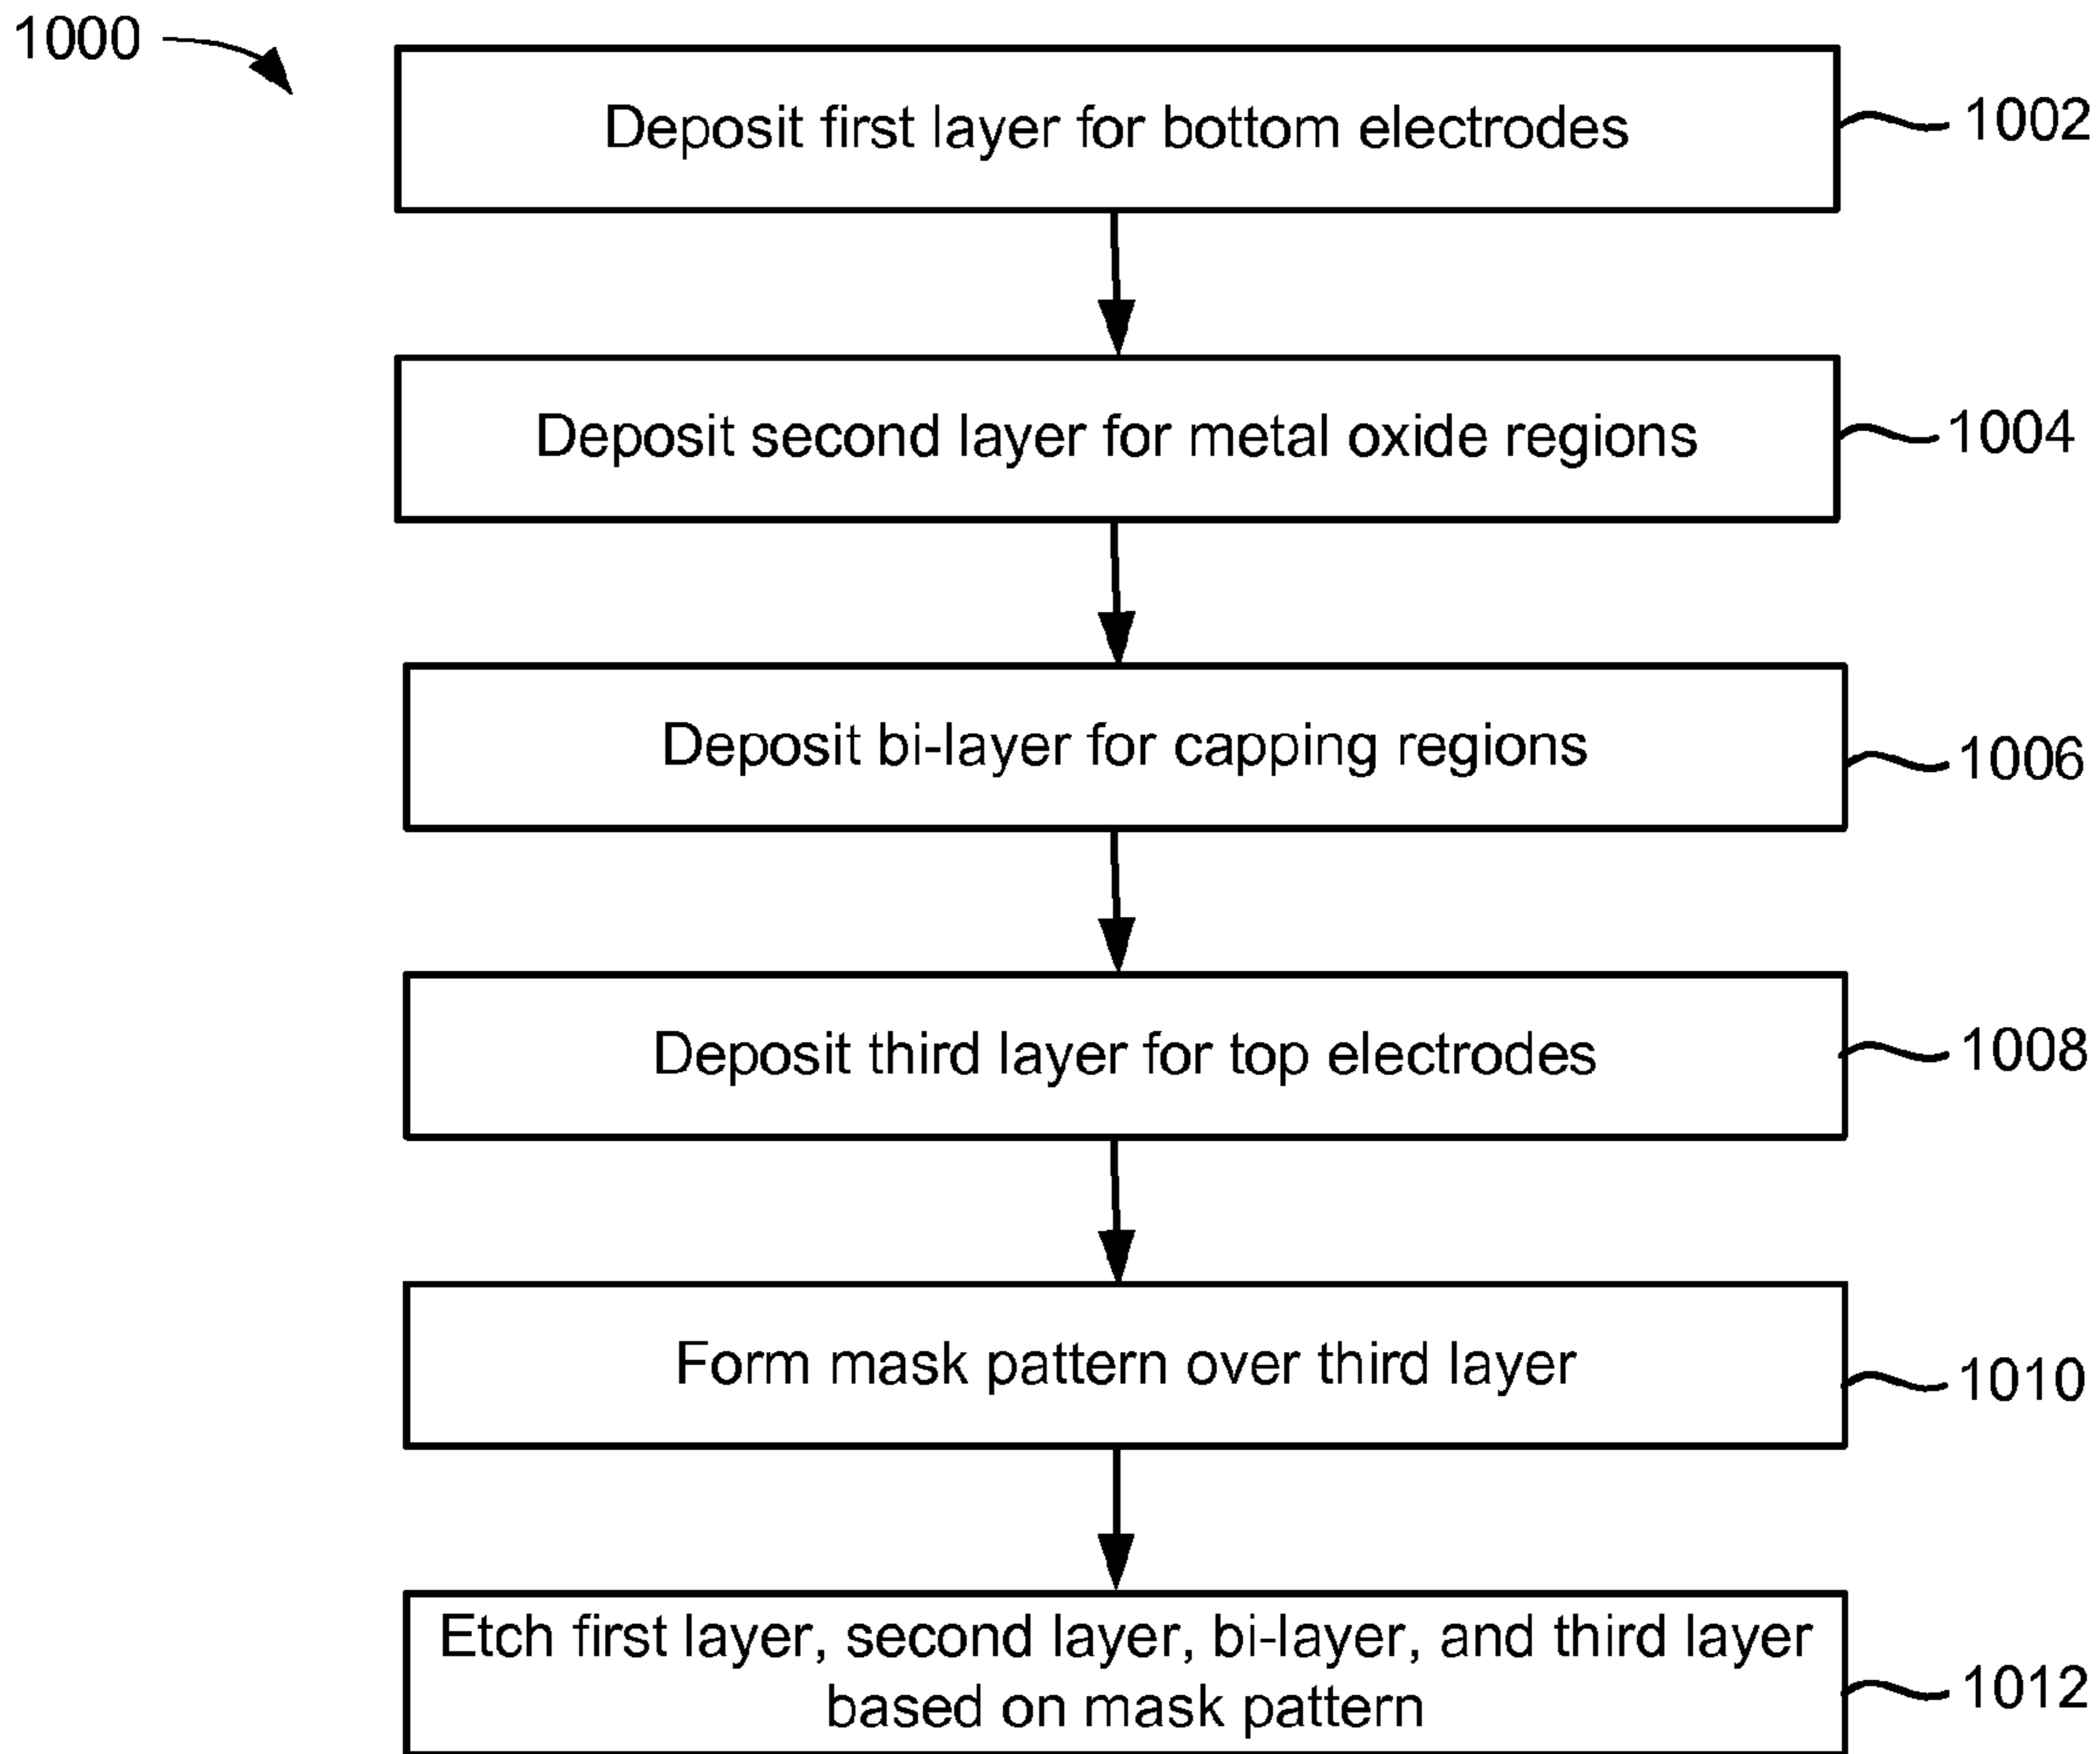 1000
Deposit first layer for bottom electrodes
1002
Deposit second layer for metal oxide regions
1004
Deposit bi-layer for capping regions
1006
Deposit third layer for top electrodes
1008
Form mask pattern over third layer
1010
Etch first layer, second layer, bi-layer, and third layer
based on mask pattern
1012